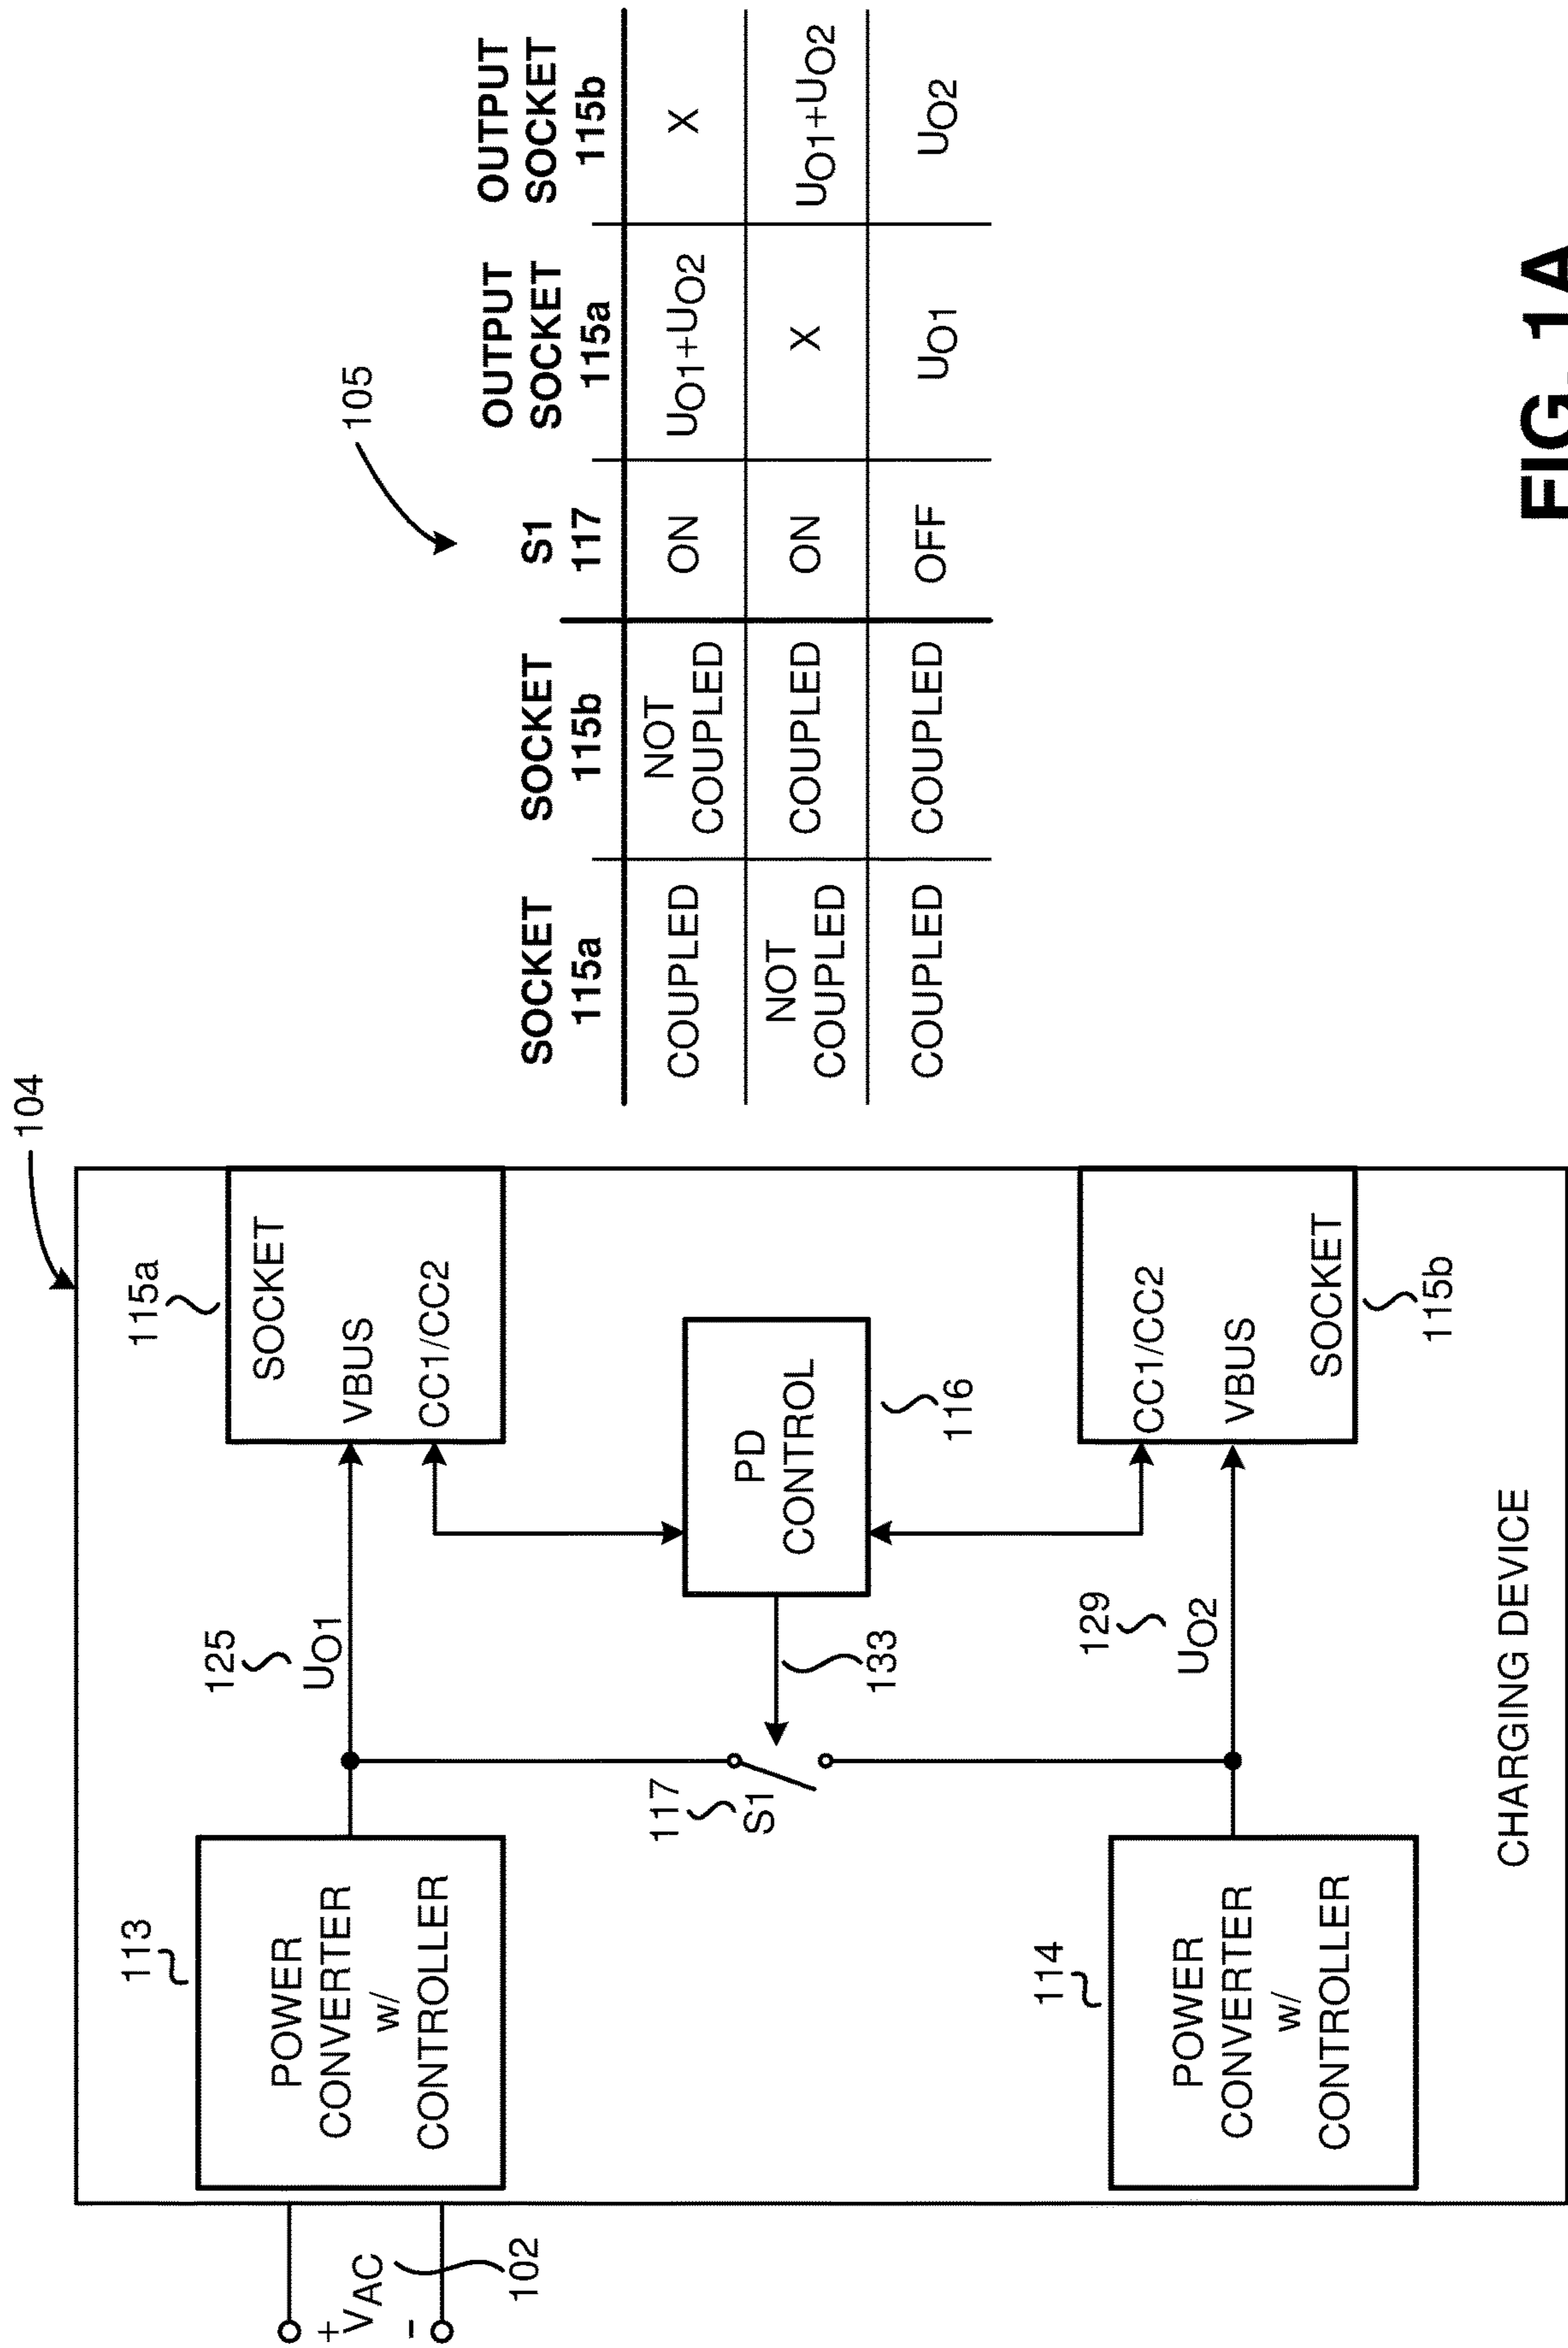 104
113
POWER
CONVERTER
w/
CONTROLLER
125
UO1
115a
SOCKET
VBUS
CC1/CC2
+
VAC
-
102
117
S1
133
PD
CONTROL
116
114
POWER
CONVERTER
w/
CONTROLLER
129
UO2
CC1/CC2
VBUS
SOCKET
115b
CHARGING DEVICE
105
SOCKET
115a
SOCKET
115b
S1
117
OUTPUT
SOCKET
115a
OUTPUT
SOCKET
115b
COUPLED
NOT
COUPLED
ON
UO1+UO2
X
NOT
COUPLED
COUPLED
ON
X
UO1+UO2
COUPLED
COUPLED
OFF
UO1
UO2
FIG. 1A